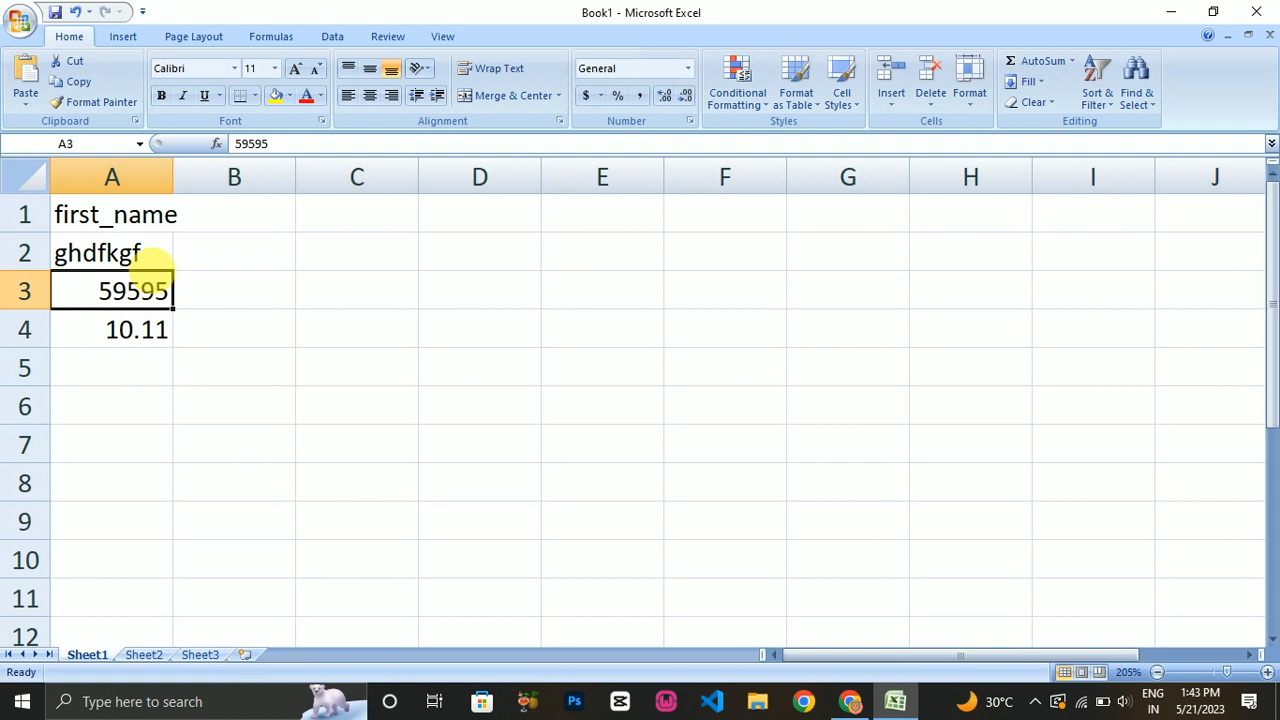 Book1 - Microsoft Excel
Home Insert Page Layout Formulas Data Review View
Paste
Cut
Copy
Format Painter
Clipboard
Calibri 11
Font
Wrap Text
Merge & Center
Alignment
General
Number
Conditional Formatting
Format as Table
Cell Styles
Styles
Insert Delete Format
Cells
AutoSum
Fill
Clear
Sort & Filter
Find & Select
Editing
A3 fx 59595
A B C D E F G H I J
1 first_name
2 ghdfkgf
3 59595
4 10.11
5
6
7
8
9
10
11
12
Sheet1 Sheet2 Sheet3
Ready 205%
Type here to search 30°C ENG IN 1:43 PM 5/21/2023